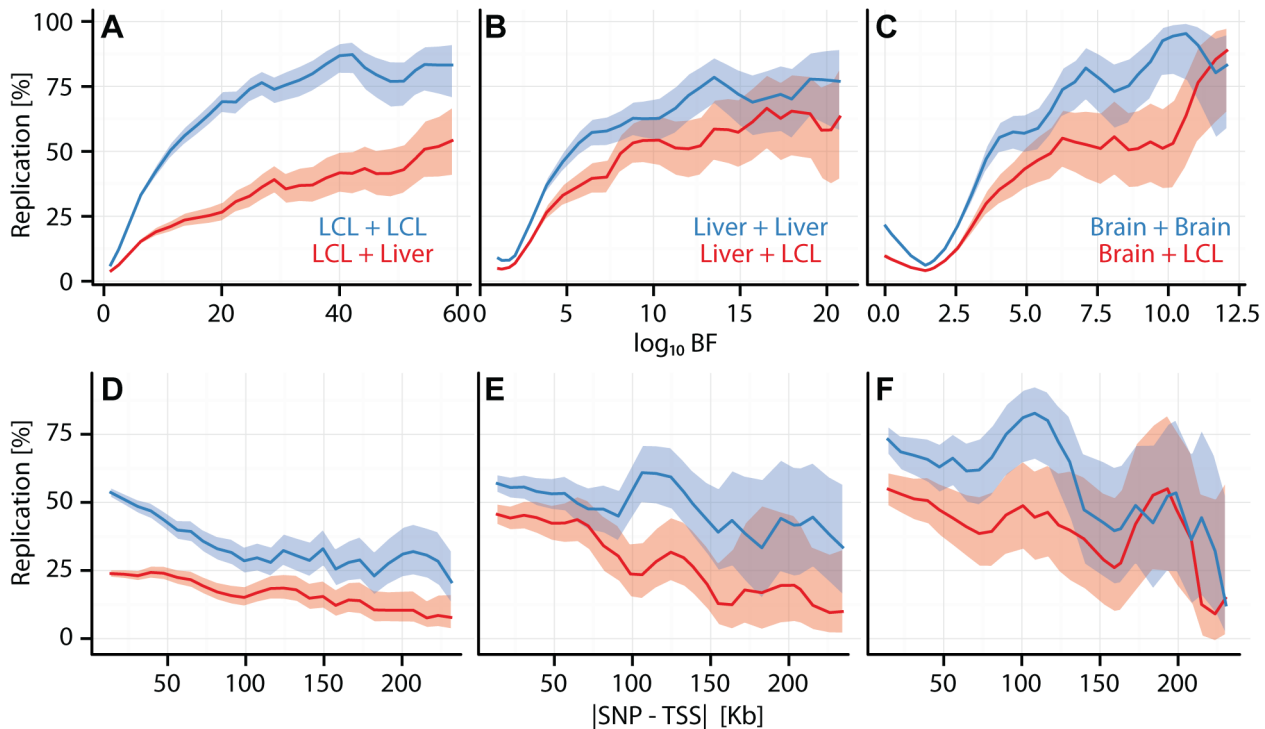 A
B
C
Replication [%]
100
75
50
25
0
LCL + LCL
LCL + Liver
Liver + Liver
Liver + LCL
Brain + Brain
Brain + LCL
0 20 40 60
5 10 15 20
0.0 2.5 5.0 7.5 10.0 12.5
log₁₀ BF
D
E
F
Replication [%]
75
50
25
0
50 100 150 200
50 100 150 200
50 100 150 200
|SNP - TSS| [Kb]